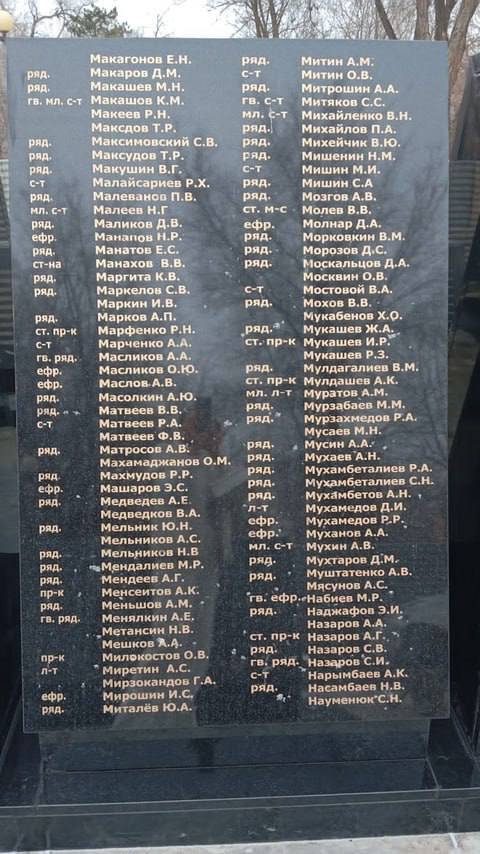 Макагонов Е.Н.
ряд. Макаров Д.М.
ряд. Макашев М.Н.
гв. мл. с-т Макашов К.М.
Макеев Р.Н.
Максдов Т.Р.
ряд. Максимовский С.В.
ряд. Максудов Т.Р.
ряд. Макушин В.Г.
с-т Малайсариев Р.Х.
ряд. Малеванов П.В.
мл. с-т Малеев Н.Г
ряд. Маликов Д.В.
ефр. Манапов Н.Р.
ряд. Манатов Е.С.
ст-на Манахов В.В.
ряд. Маргита К.В.
ряд. Маркелов С.В.
Маркин И.В.
ряд. Марков А.П.
ст. пр-к Марфенко Р.Н.
с-т Марченко А.А.
гв. ряд. Масликов А.А.
ефр. Масликов О.Ю.
ефр. Маслов А.В.
ряд. Масолкин А.Ю.
ряд. Матвеев В.В.
с-т Матвеев Р.А.
Матвеев Ф.В.
ряд. Матросов А.В.
Махамаджанов О.М.
ряд. Махмудов Р.Р.
ефр. Машаров Э.С.
ряд. Медведев А.Е.
Медведков В.А.
ряд. Мельник Ю.Н.
Мельников А.С.
ряд. Мельников Н.В
ряд. Мендалиев М.Р.
ряд. Мендеев А.Г.
пр-к Менсеитов А.К.
ряд. Меньшов А.М.
гв. ряд. Менялкин А.Е.
Метансин Н.В.
Мешков А.А.
пр-к Милокостов О.В.
л-т Миретин А.С.
Мирзокандов Г.А.
ефр. Мирошин И.С.
ряд. Миталёв Ю.А.
ряд. Митин А.М.
с-т Митин О.В.
ряд. Митрошин А.А.
гв. с-т Митяков С.С.
мл. с-т Михайленко В.Н.
ряд. Михайлов П.А.
ряд. Михейчик В.Ю.
ряд. Мишенин Н.М.
с-т Мишин М.И.
ряд. Мишин С.А
ряд. Мозгов А.В.
ст. м-с Молев В.В.
ефр. Молнар Д.А.
ряд. Морковкин В.М.
ряд. Морозов Д.С.
ряд. Москальцов Д.А.
Москвин О.В.
с-т Мостовой В.А.
ряд. Мохов В.В.
Мукабенов Х.О.
ряд. Мукашев Ж.А.
ст. пр-к Мукашев И.Р.
Мукашев Р.З.
ряд. Мулдагалиев В.М.
ст. пр-к Мулдашев А.К.
мл. л-т Муратов А.М.
ряд. Мурзабаев М.М.
ряд. Мурзахмедов Р.А.
Мусаев М.Н.
ряд. Мусин А.А.
ряд. Мухаев А.Н.
ряд. Мухамбеталиев Р.А.
ряд. Мухамбеталиев С.Н.
ряд. Мухамбетов А.Н.
л-т Мухамедов Д.И.
ефр. Мухамедов Р.Р.
ефр. Муханов А.А.
мл. с-т Мухин А.В.
ряд. Мухтаров Д.М.
ряд. Муштатенко А.В.
Мясунов А.С.
гв. ефр. Набиев М.Р.
ряд. Наджафов Э.И.
Назаров А.А.
ст. пр-к Назаров А.Г.
ряд. Назаров С.В.
гв. ряд. Назаров С.И.
с-т Нарымбаев А.К.
ряд. Насамбаев Н.В.
Науменюк С.Н.